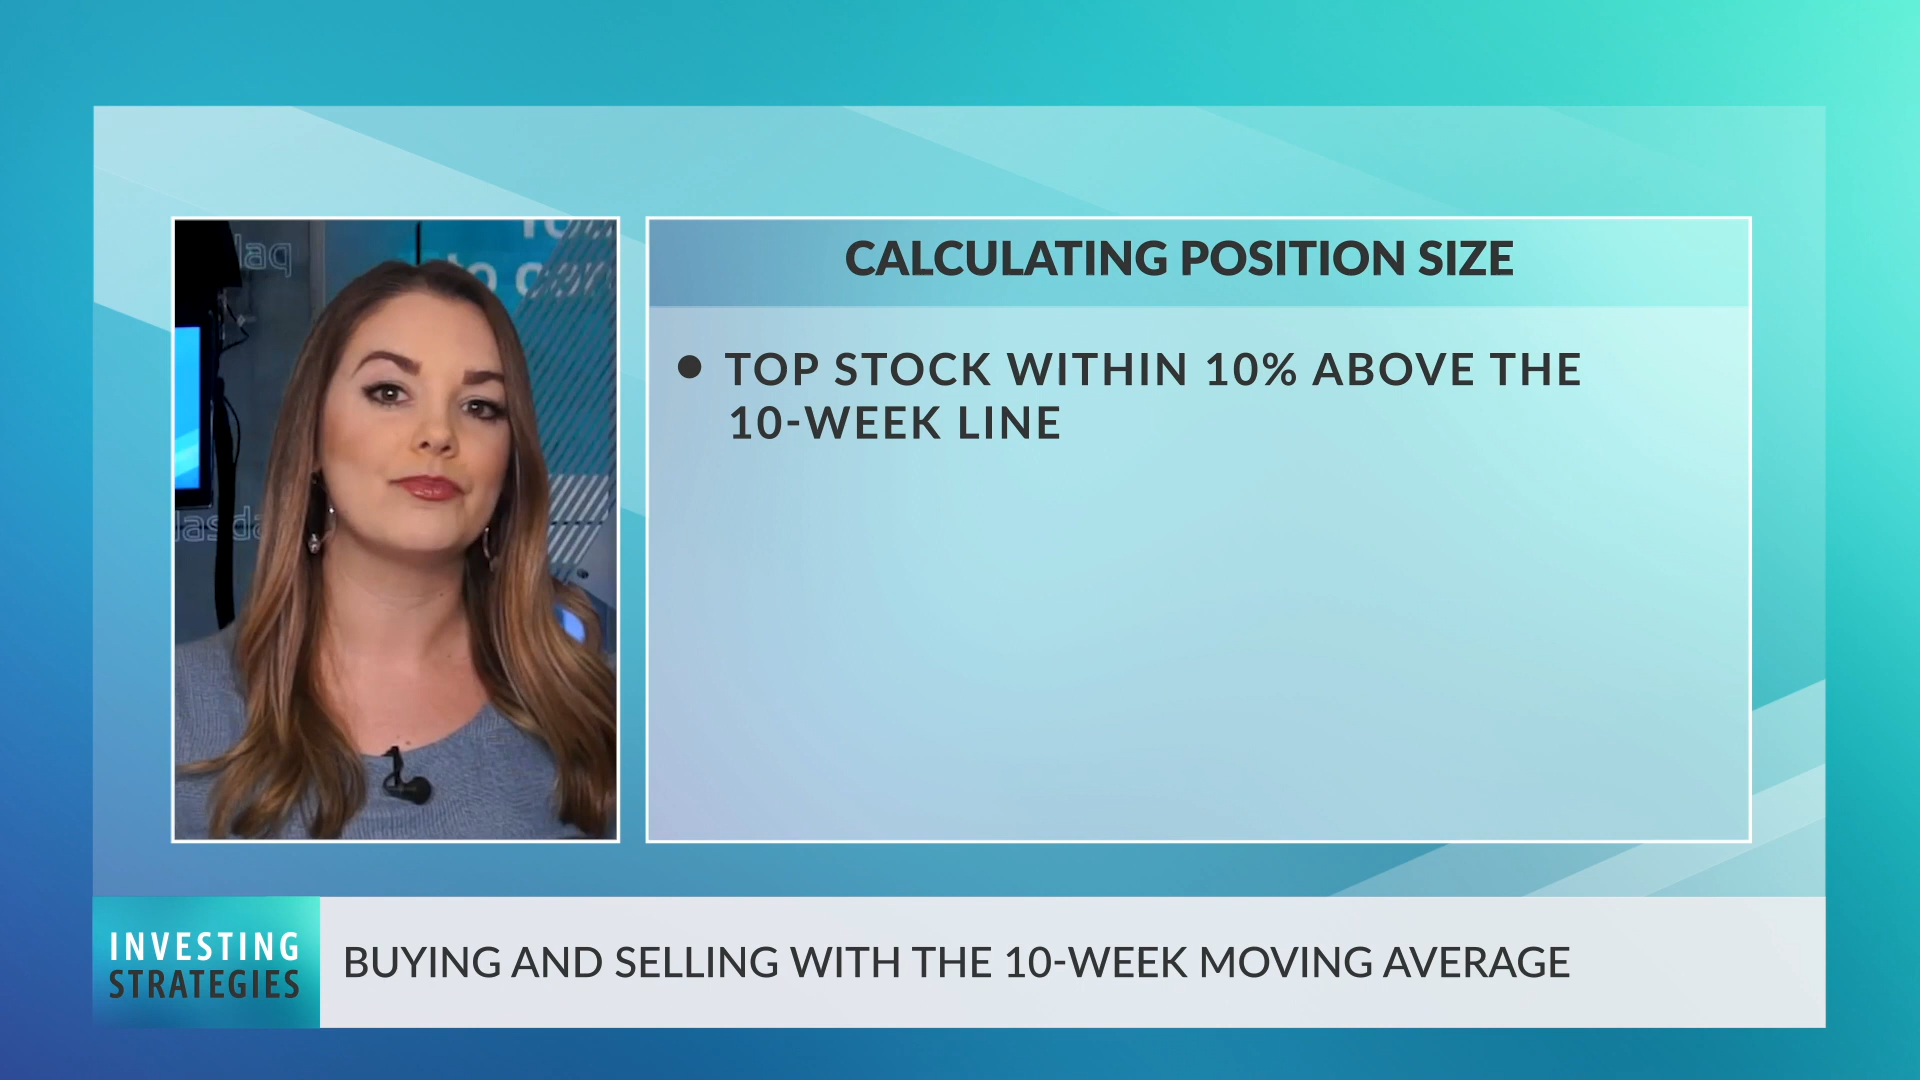 CALCULATING POSITION SIZE
● TOP STOCK WITHIN 10% ABOVE THE
10-WEEK LINE
INVESTING
STRATEGIES
BUYING AND SELLING WITH THE 10-WEEK MOVING AVERAGE